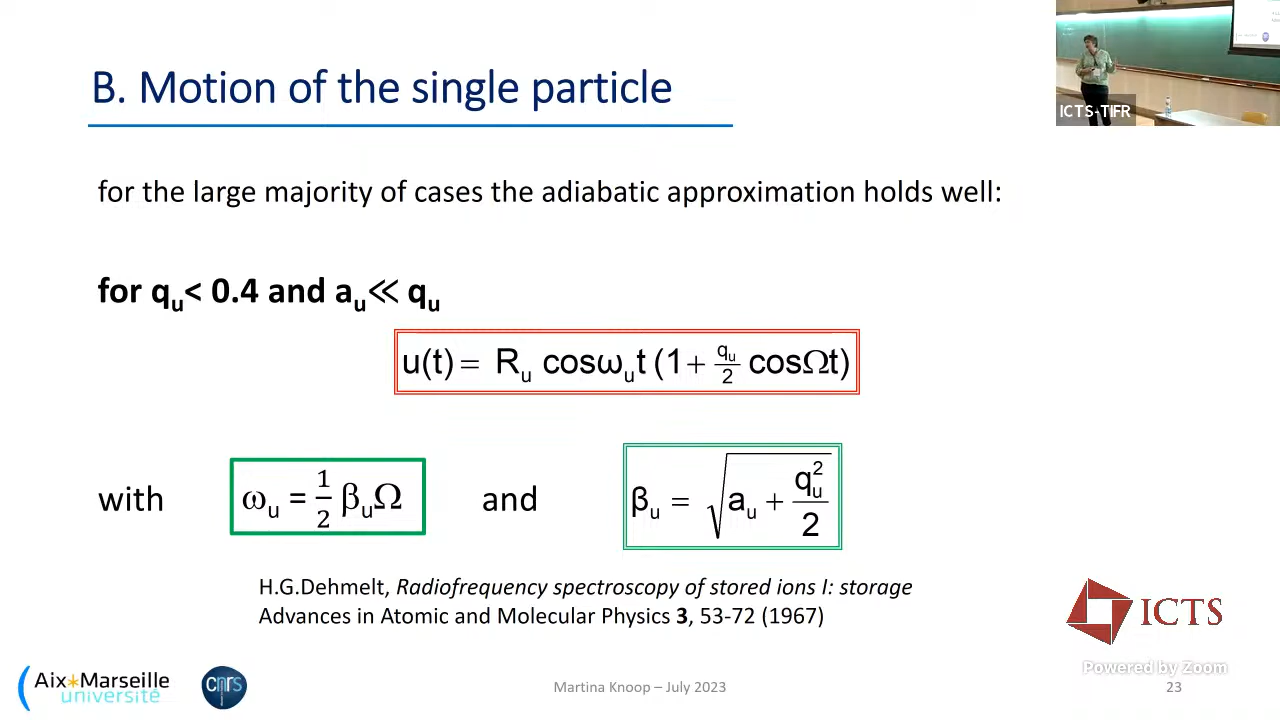 B. Motion of the single particle
ICTS-TIFR
for the large majority of cases the adiabatic approximation holds well:
for qu< 0.4 and au≪ qu
u(t) = Ru cosωut (1+ qu/2 cosΩt)
with ωu = 1/2 βuΩ and βu = √(au + qu²/2)
H.G.Dehmelt, Radiofrequency spectroscopy of stored ions I: storage
Advances in Atomic and Molecular Physics 3, 53-72 (1967)
ICTS
Powered by Zoom
Aix✶Marseille
université
cnrs
Martina Knoop – July 2023
23